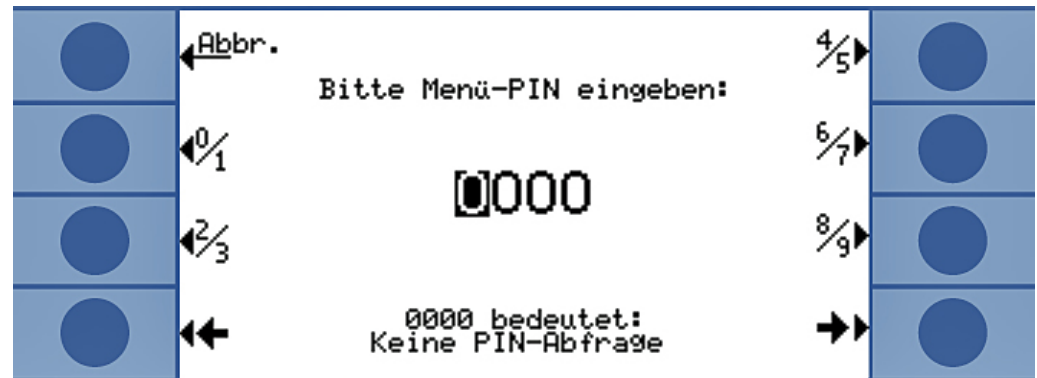 Abbr.
4/5
Bitte Menü-PIN eingeben:
0/1
6/7
0000
2/3
8/9
0000 bedeutet:
Keine PIN-Abfrage